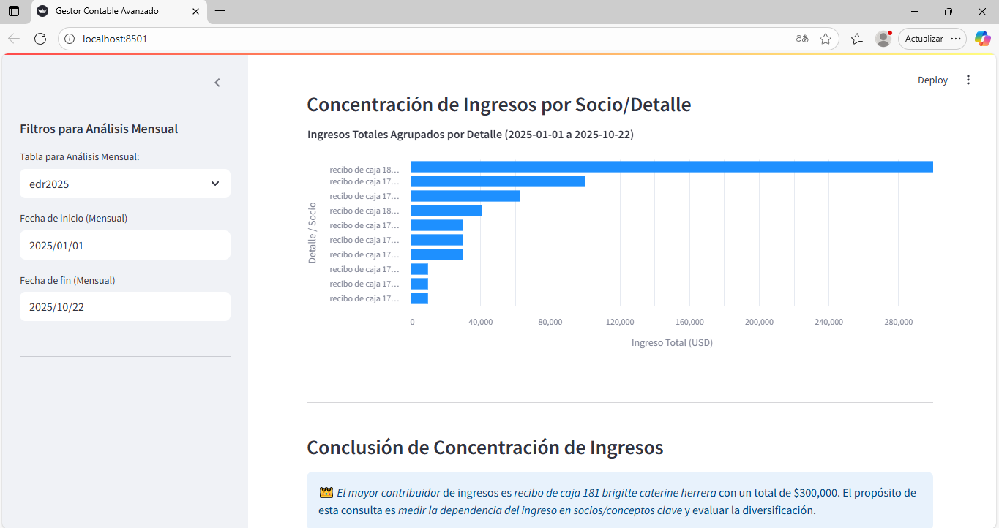 Gestor Contable Avanzado
localhost:8501
Actualizar
Deploy
Filtros para Análisis Mensual
Tabla para Análisis Mensual:
edr2025
Fecha de inicio (Mensual)
2025/01/01
Fecha de fin (Mensual)
2025/10/22
Concentración de Ingresos por Socio/Detalle
Ingresos Totales Agrupados por Detalle (2025-01-01 a 2025-10-22)
Detalle / Socio
recibo de caja 18…
recibo de caja 17…
recibo de caja 17…
recibo de caja 18…
recibo de caja 17…
recibo de caja 17…
recibo de caja 17…
recibo de caja 17…
recibo de caja 17…
recibo de caja 17…
0 40,000 80,000 120,000 160,000 200,000 240,000 280,000
Ingreso Total (USD)
Conclusión de Concentración de Ingresos
El mayor contribuidor de ingresos es recibo de caja 181 brigitte caterine herrera con un total de $300,000. El propósito de
esta consulta es medir la dependencia del ingreso en socios/conceptos clave y evaluar la diversificación.